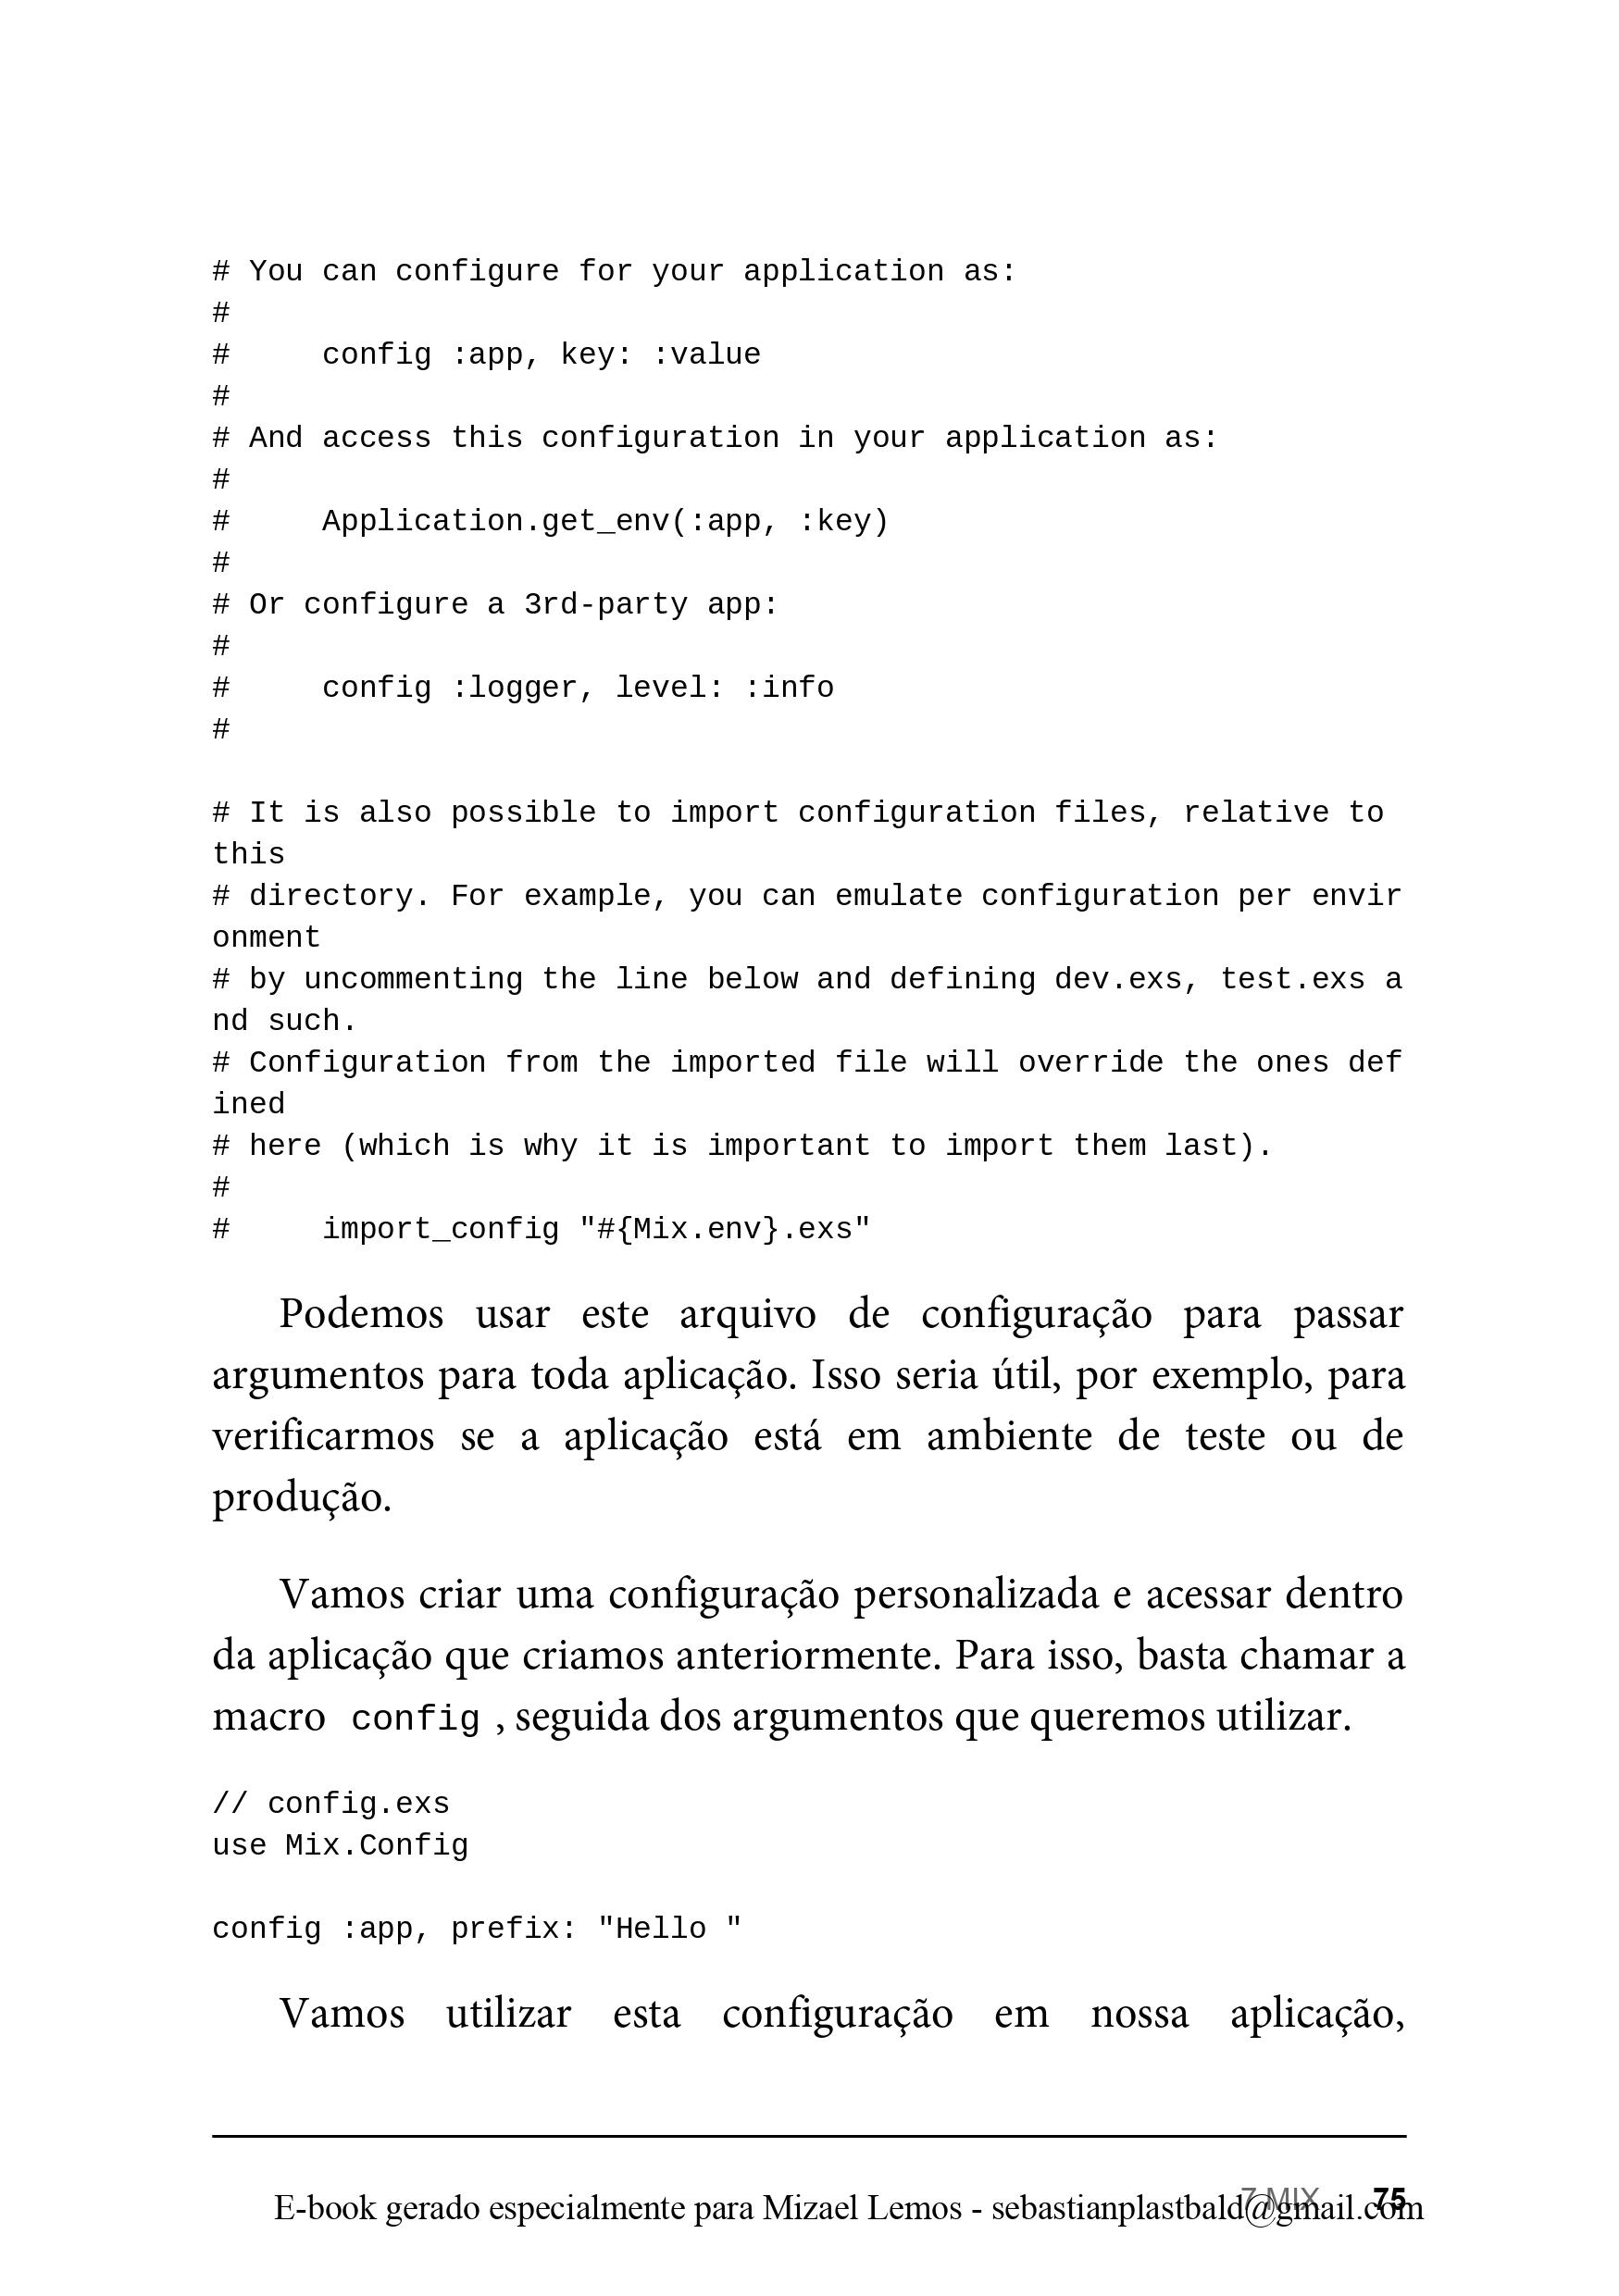 # You can configure for your application as:
#
#     config :app, key: :value
#
# And access this configuration in your application as:
#
#     Application.get_env(:app, :key)
#
# Or configure a 3rd-party app:
#
#     config :logger, level: :info
#

# It is also possible to import configuration files, relative to
this
# directory. For example, you can emulate configuration per envir
onment
# by uncommenting the line below and defining dev.exs, test.exs a
nd such.
# Configuration from the imported file will override the ones def
ined
# here (which is why it is important to import them last).
#
#     import_config "#{Mix.env}.exs"

Podemos usar este arquivo de configuração para passar
argumentos para toda aplicação. Isso seria útil, por exemplo, para
verificarmos se a aplicação está em ambiente de teste ou de
produção.

Vamos criar uma configuração personalizada e acessar dentro
da aplicação que criamos anteriormente. Para isso, basta chamar a
macro config , seguida dos argumentos que queremos utilizar.

// config.exs
use Mix.Config

config :app, prefix: "Hello "

Vamos utilizar esta configuração em nossa aplicação,

7 MIX 75
E-book gerado especialmente para Mizael Lemos - sebastianplastbald@gmail.com